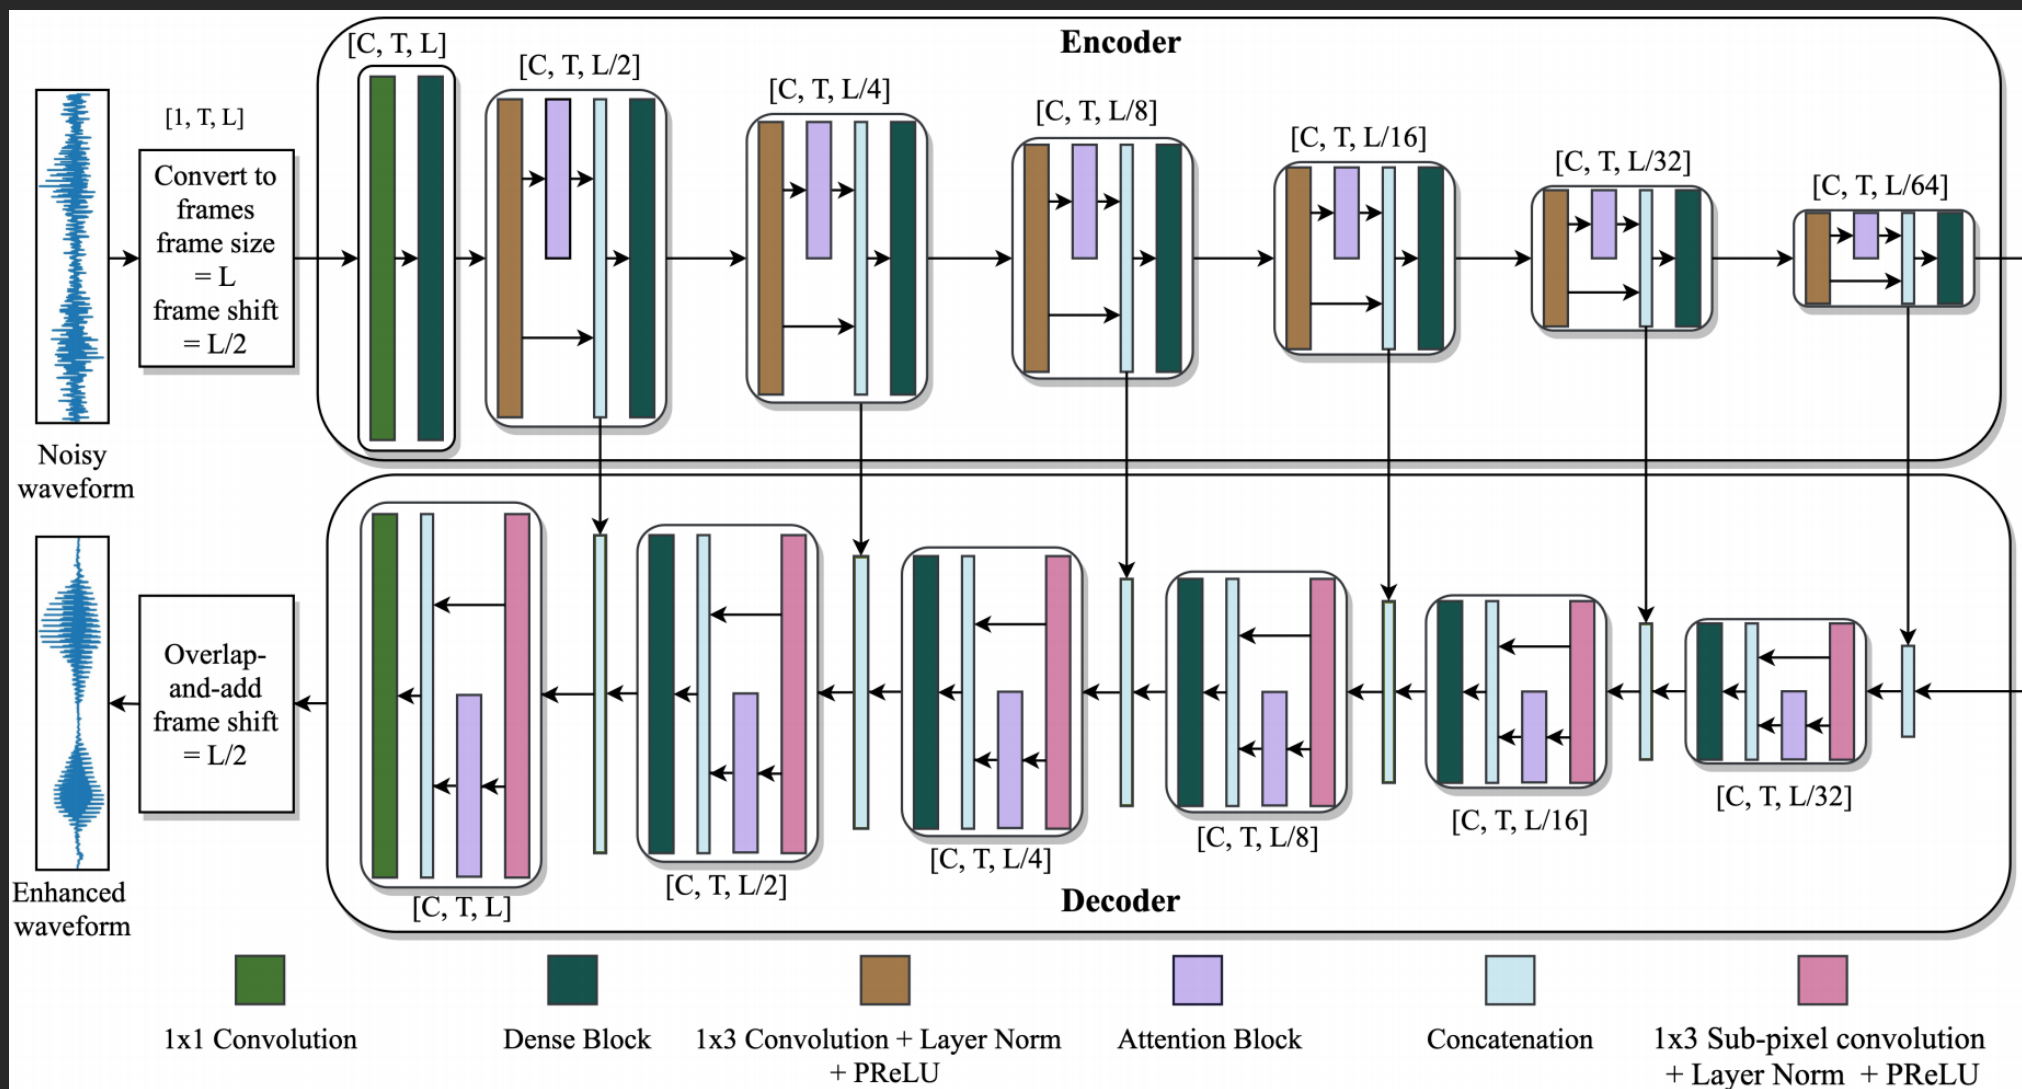 Encoder
[C, T, L]
[C, T, L/2]
[C, T, L/4]
[C, T, L/8]
[C, T, L/16]
[C, T, L/32]
[C, T, L/64]
[1, T, L]
Convert to
frames
frame size
= L
frame shift
= L/2
Noisy
waveform
Overlap-
and-add
frame shift
= L/2
Enhanced
waveform
[C, T, L]
[C, T, L/2]
[C, T, L/4]
[C, T, L/8]
[C, T, L/16]
[C, T, L/32]
Decoder
1x1 Convolution
Dense Block
1x3 Convolution + Layer Norm
+ PReLU
Attention Block
Concatenation
1x3 Sub-pixel convolution
+ Layer Norm + PReLU